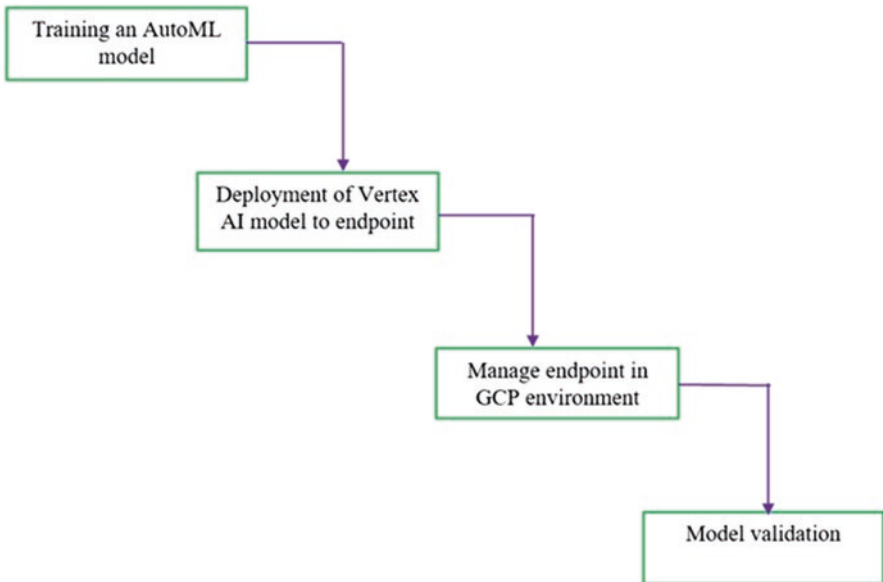 Training an AutoML
model
Deployment of Vertex
AI model to endpoint
Manage endpoint in
GCP environment
Model validation